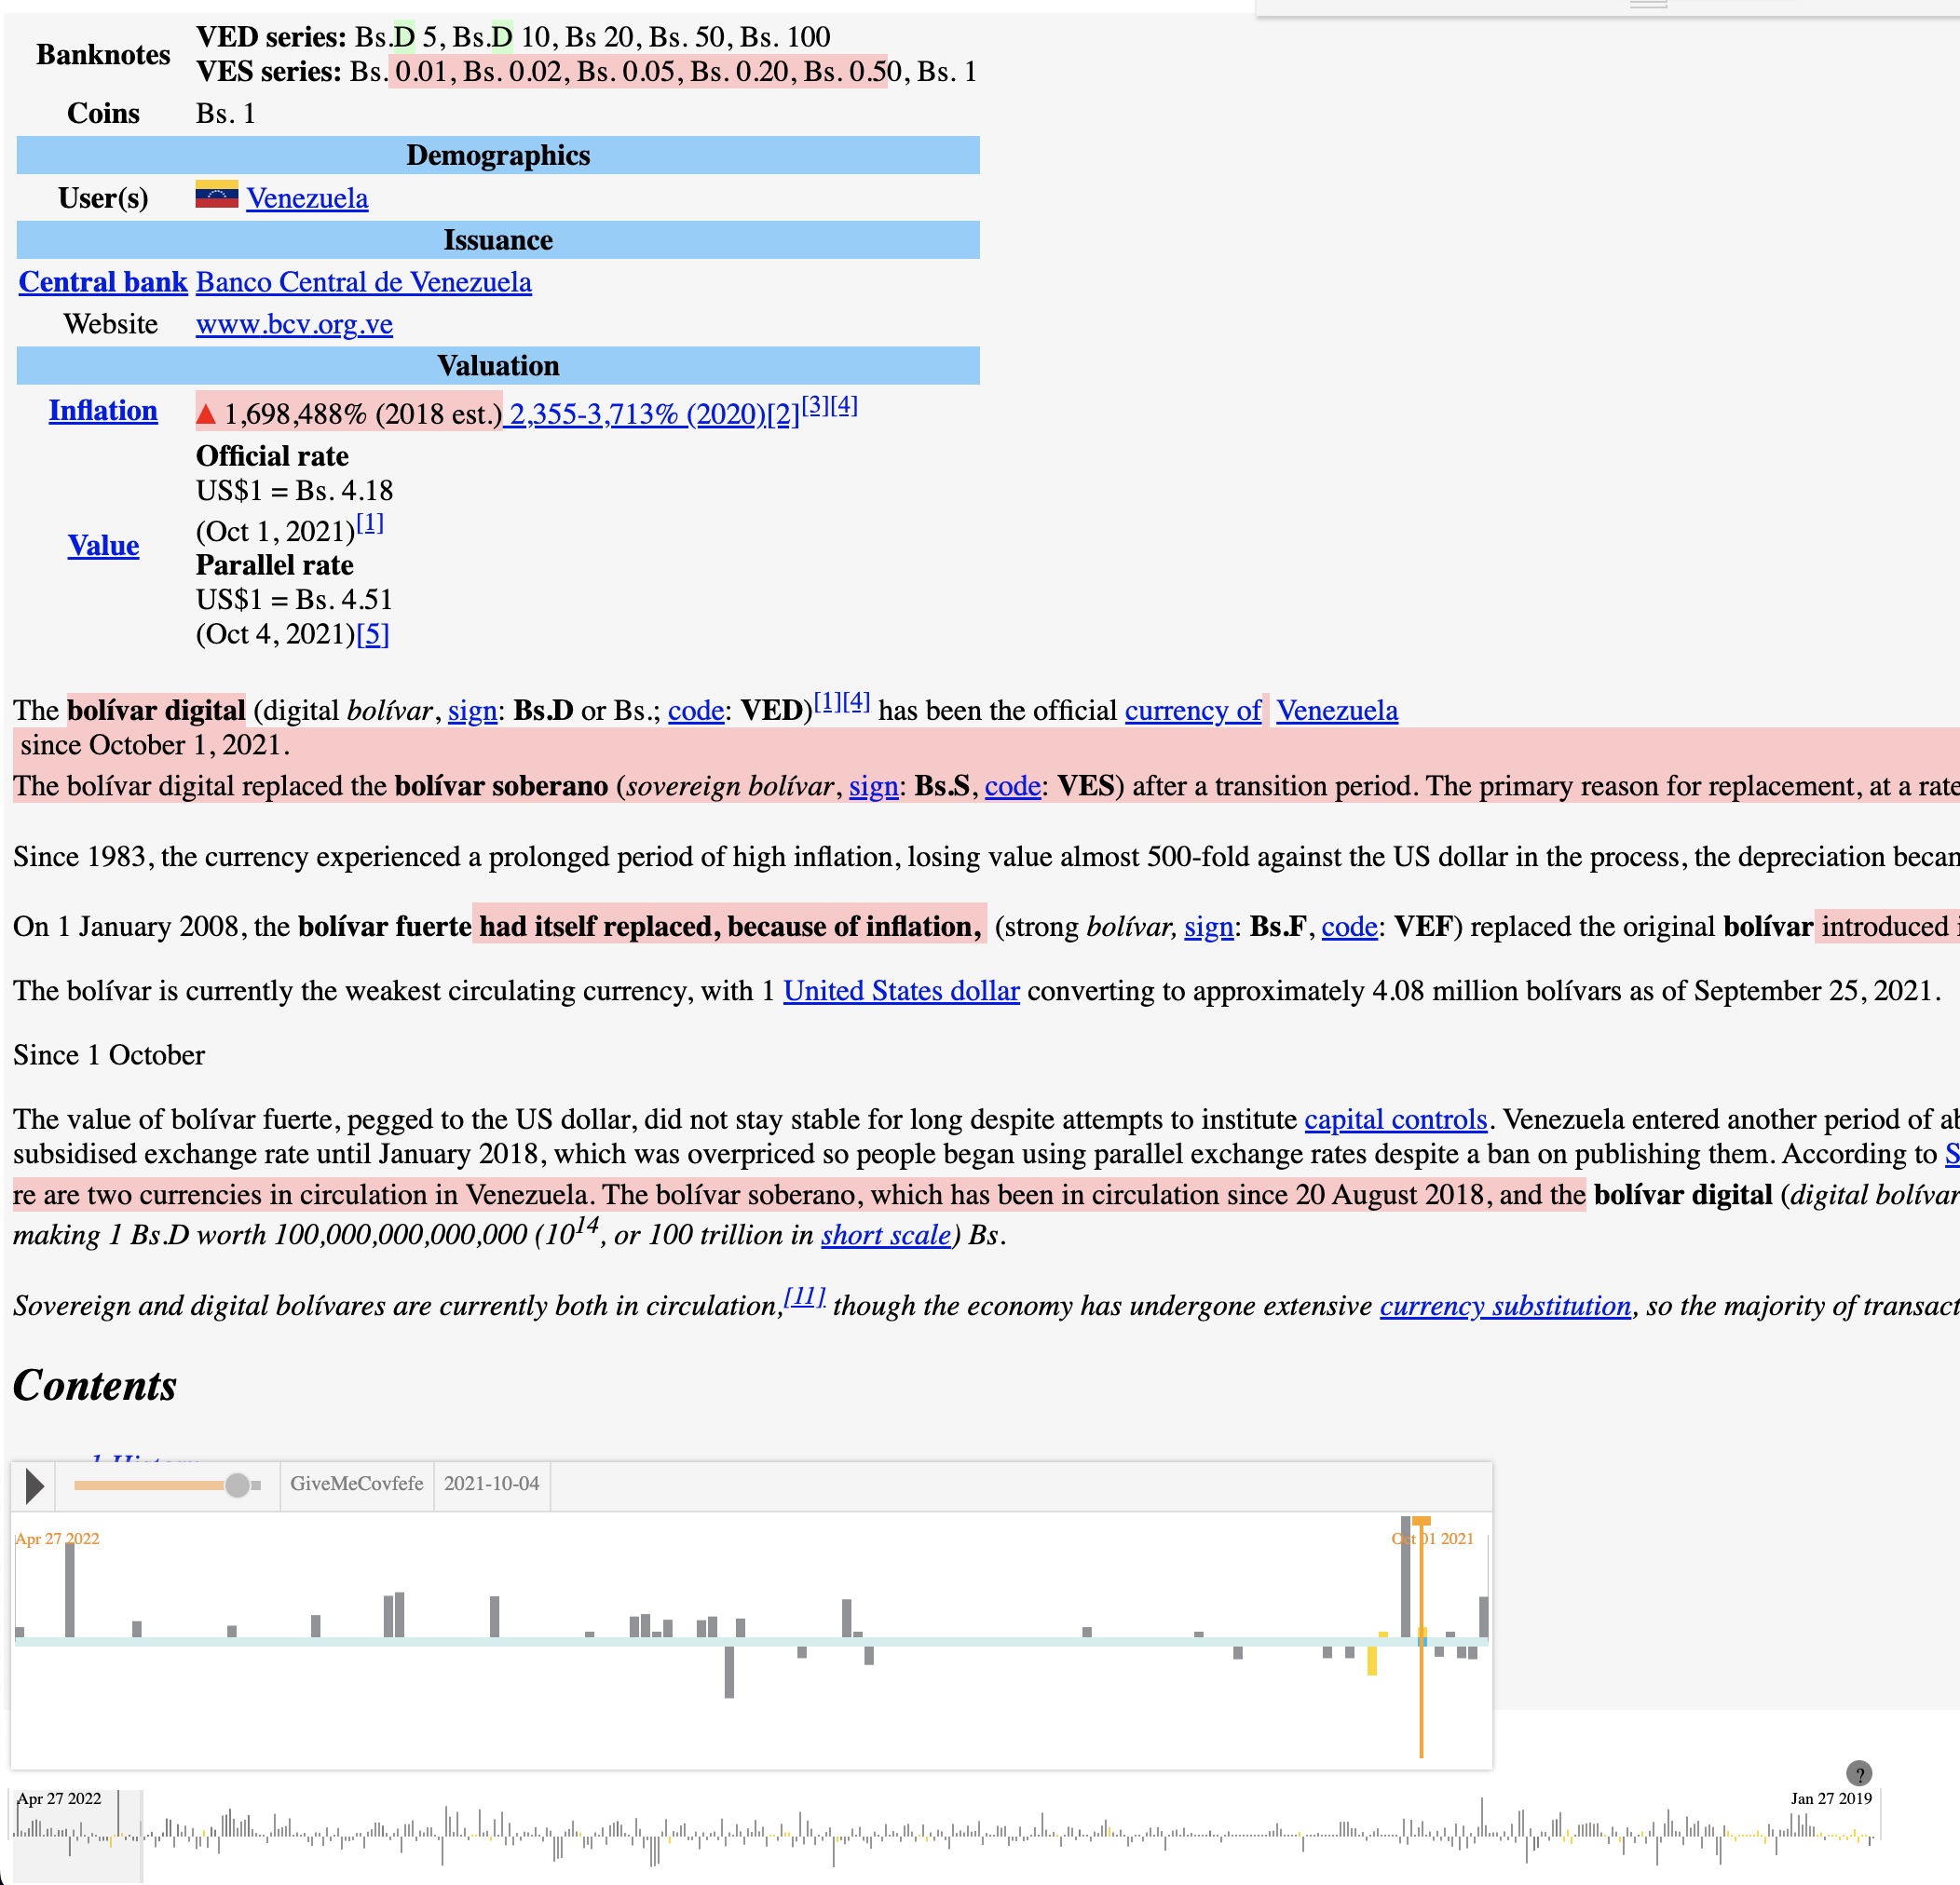 Banknotes
VED series: Bs.D 5, Bs.D 10, Bs 20, Bs. 50, Bs. 100
VES series: Bs. 0.01, Bs. 0.02, Bs. 0.05, Bs. 0.20, Bs. 0.50, Bs. 1
Coins Bs. 1
Demographics
User(s) Venezuela
Issuance
Central bank Banco Central de Venezuela
Website www.bcv.org.ve
Valuation
Inflation ▲ 1,698,488% (2018 est.) 2,355-3,713% (2020)[2][3][4]
Value
Official rate
US$1 = Bs. 4.18
(Oct 1, 2021)[1]
Parallel rate
US$1 = Bs. 4.51
(Oct 4, 2021)[5]
The bolívar digital (digital bolívar, sign: Bs.D or Bs.; code: VED)[1][4] has been the official currency of Venezuela
since October 1, 2021.
The bolívar digital replaced the bolívar soberano (sovereign bolívar, sign: Bs.S, code: VES) after a transition period. The primary reason for replacement, at a rate
Since 1983, the currency experienced a prolonged period of high inflation, losing value almost 500-fold against the US dollar in the process, the depreciation becam
On 1 January 2008, the bolívar fuerte had itself replaced, because of inflation, (strong bolívar, sign: Bs.F, code: VEF) replaced the original bolívar introduced i
The bolívar is currently the weakest circulating currency, with 1 United States dollar converting to approximately 4.08 million bolívars as of September 25, 2021.
Since 1 October
The value of bolívar fuerte, pegged to the US dollar, did not stay stable for long despite attempts to institute capital controls. Venezuela entered another period of ab
subsidised exchange rate until January 2018, which was overpriced so people began using parallel exchange rates despite a ban on publishing them. According to S
re are two currencies in circulation in Venezuela. The bolívar soberano, which has been in circulation since 20 August 2018, and the bolívar digital (digital bolívar
making 1 Bs.D worth 100,000,000,000,000 (10^14, or 100 trillion in short scale) Bs.
Sovereign and digital bolívares are currently both in circulation,[11] though the economy has undergone extensive currency substitution, so the majority of transact
Contents
1 History
GiveMeCovfefe 2021-10-04
Apr 27 2022 Oct 01 2021
?
Apr 27 2022 Jan 27 2019